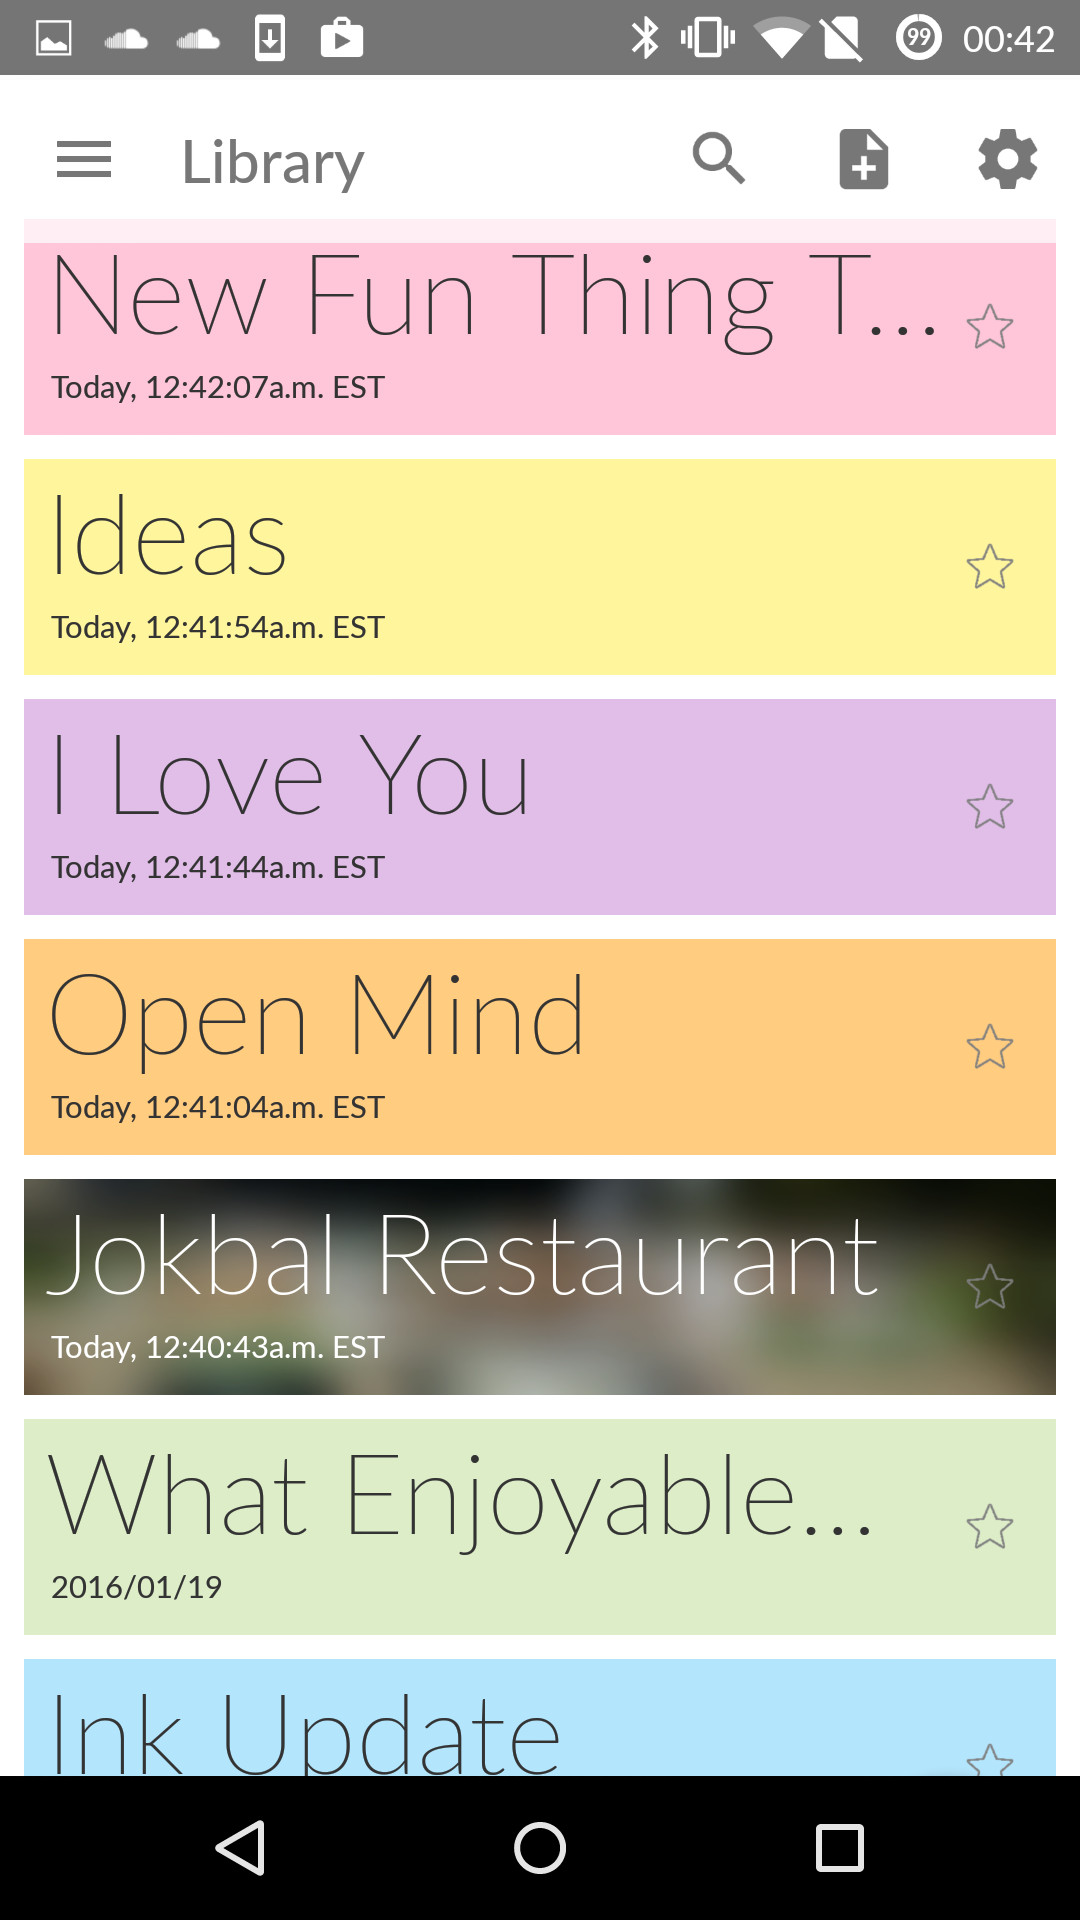 99 00:42
Library
New Fun Thing T...
Today, 12:42:07a.m. EST
Ideas
Today, 12:41:54a.m. EST
I Love You
Today, 12:41:44a.m. EST
Open Mind
Today, 12:41:04a.m. EST
Jokbal Restaurant
Today, 12:40:43a.m. EST
What Enjoyable...
2016/01/19
Ink Update